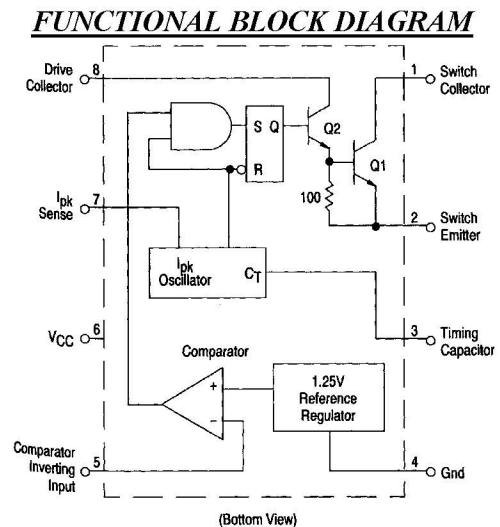 FUNCTIONAL BLOCK DIAGRAM
Drive
Collector
8
1
Switch
Collector
S Q
Q2
R
Q1
100
Ipk
Sense
7
2
Switch
Emitter
Ipk
Oscillator
CT
VCC
6
3
Timing
Capacitor
Comparator
+
−
1.25V
Reference
Regulator
Comparator
Inverting
Input
5
4
Gnd
(Bottom View)